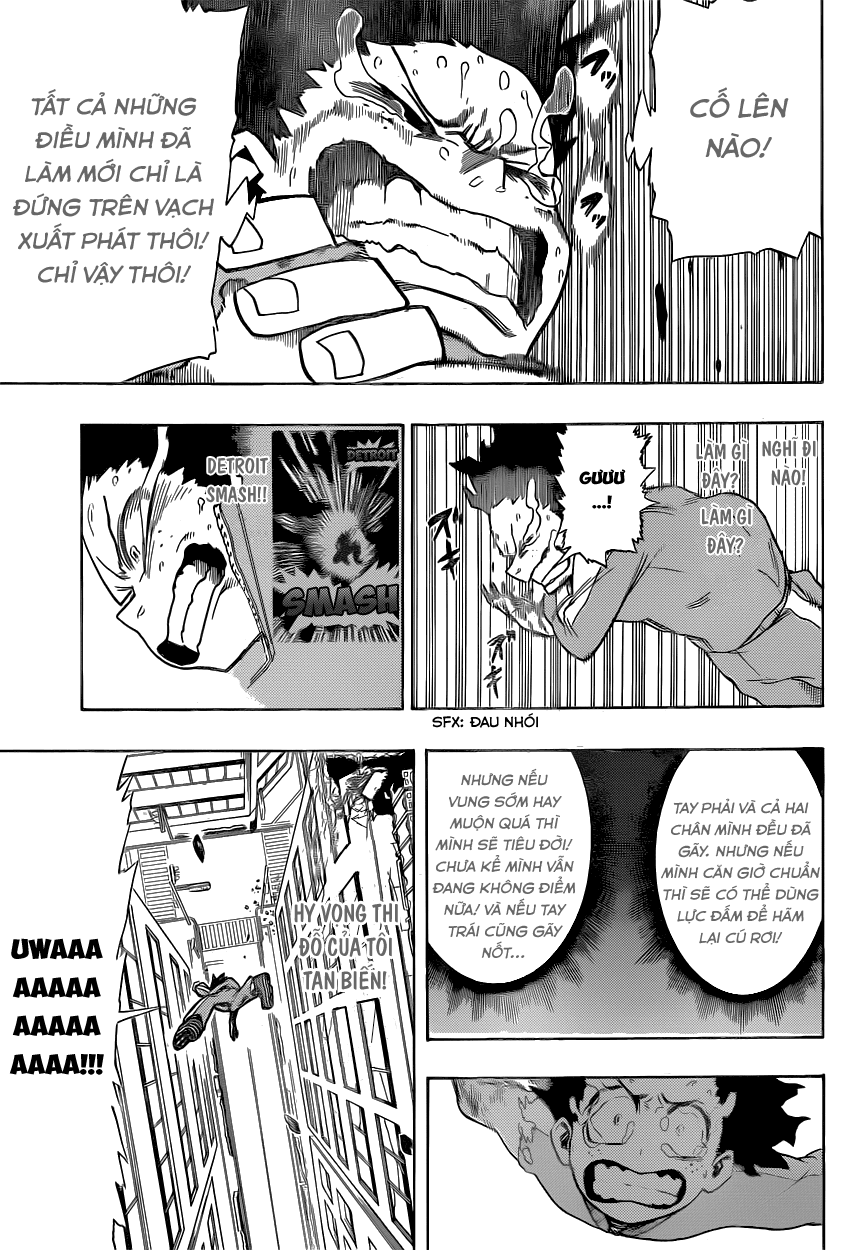 CỐ LÊN
NÀO!
TẤT CẢ NHỮNG
ĐIỀU MÌNH ĐÃ
LÀM MỚI CHỈ LÀ
ĐỨNG TRÊN VẠCH
XUẤT PHÁT THÔI!
CHỈ VẬY THÔI!
NGHĨ ĐI
NÀO!
LÀM GÌ
ĐÂY?
LÀM GÌ
ĐÂY?
GƯƯƯ
...!
SFX: ĐAU NHÓI
DETROIT
SMASH!!
DETROIT
SMASH
TAY PHẢI VÀ CẢ HAI
CHÂN MÌNH ĐỀU ĐÃ
GÃY. NHƯNG NẾU
MÌNH CĂN GIỜ CHUẨN
THÌ SẼ CÓ THỂ DÙNG
LỰC ĐẤM ĐỂ HÃM
LẠI CÚ RƠI!
NHƯNG NẾU
VUNG SỚM HAY
MUỘN QUÁ THÌ
MÌNH SẼ TIÊU ĐỜI!
CHƯA KỂ MÌNH VẪN
ĐANG KHÔNG ĐIỂM
NỮA! VÀ NẾU TAY
TRÁI CŨNG GÃY
NỐT...
HY VỌNG THI
ĐỖ CỦA TÔI
TAN BIẾN!
UWAAA
AAAAA
AAAAA
AAAA!!!